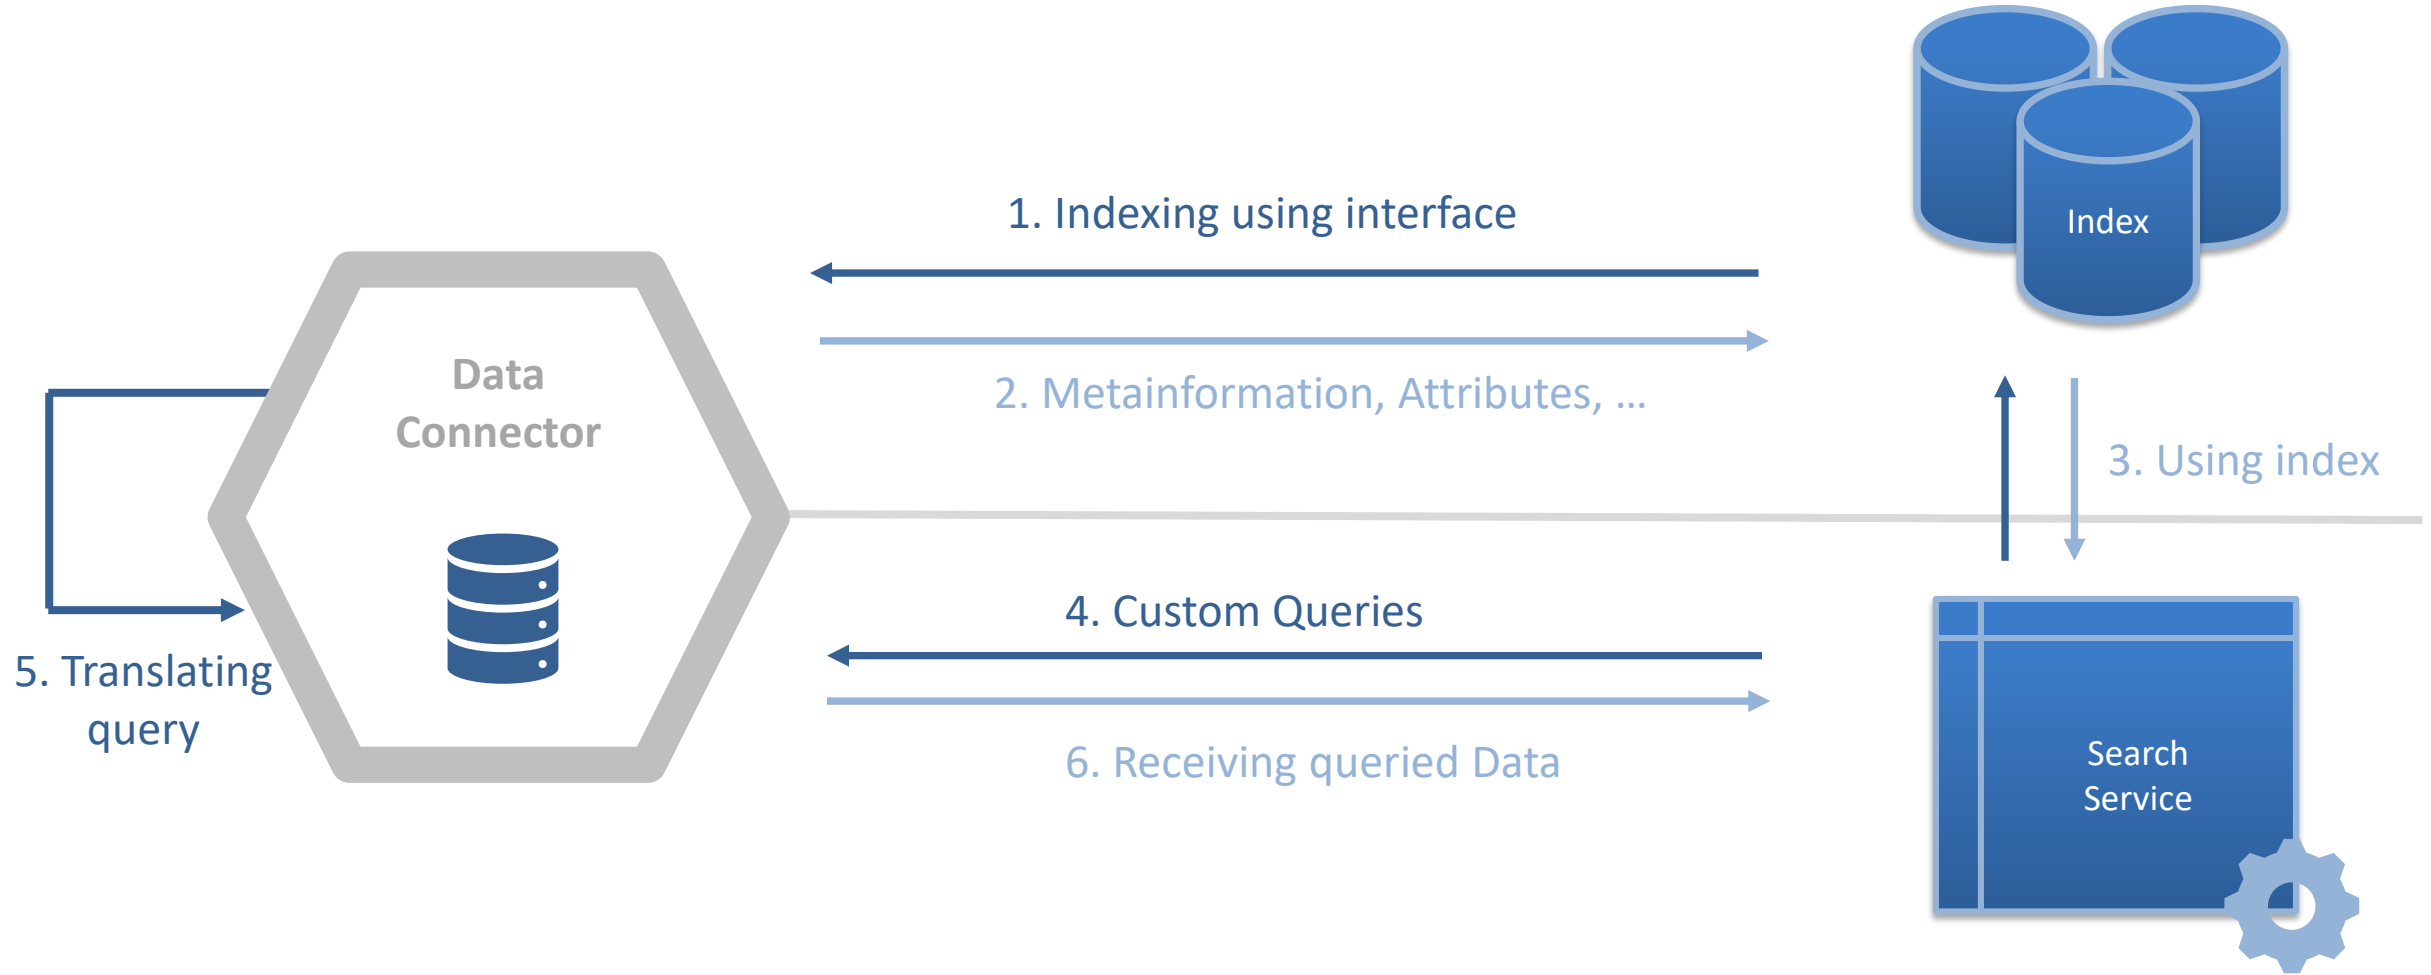 1. Indexing using interface
Index
Data
Connector
2. Metainformation, Attributes, ...
3. Using index
4. Custom Queries
5. Translating
query
6. Receiving queried Data
Search
Service